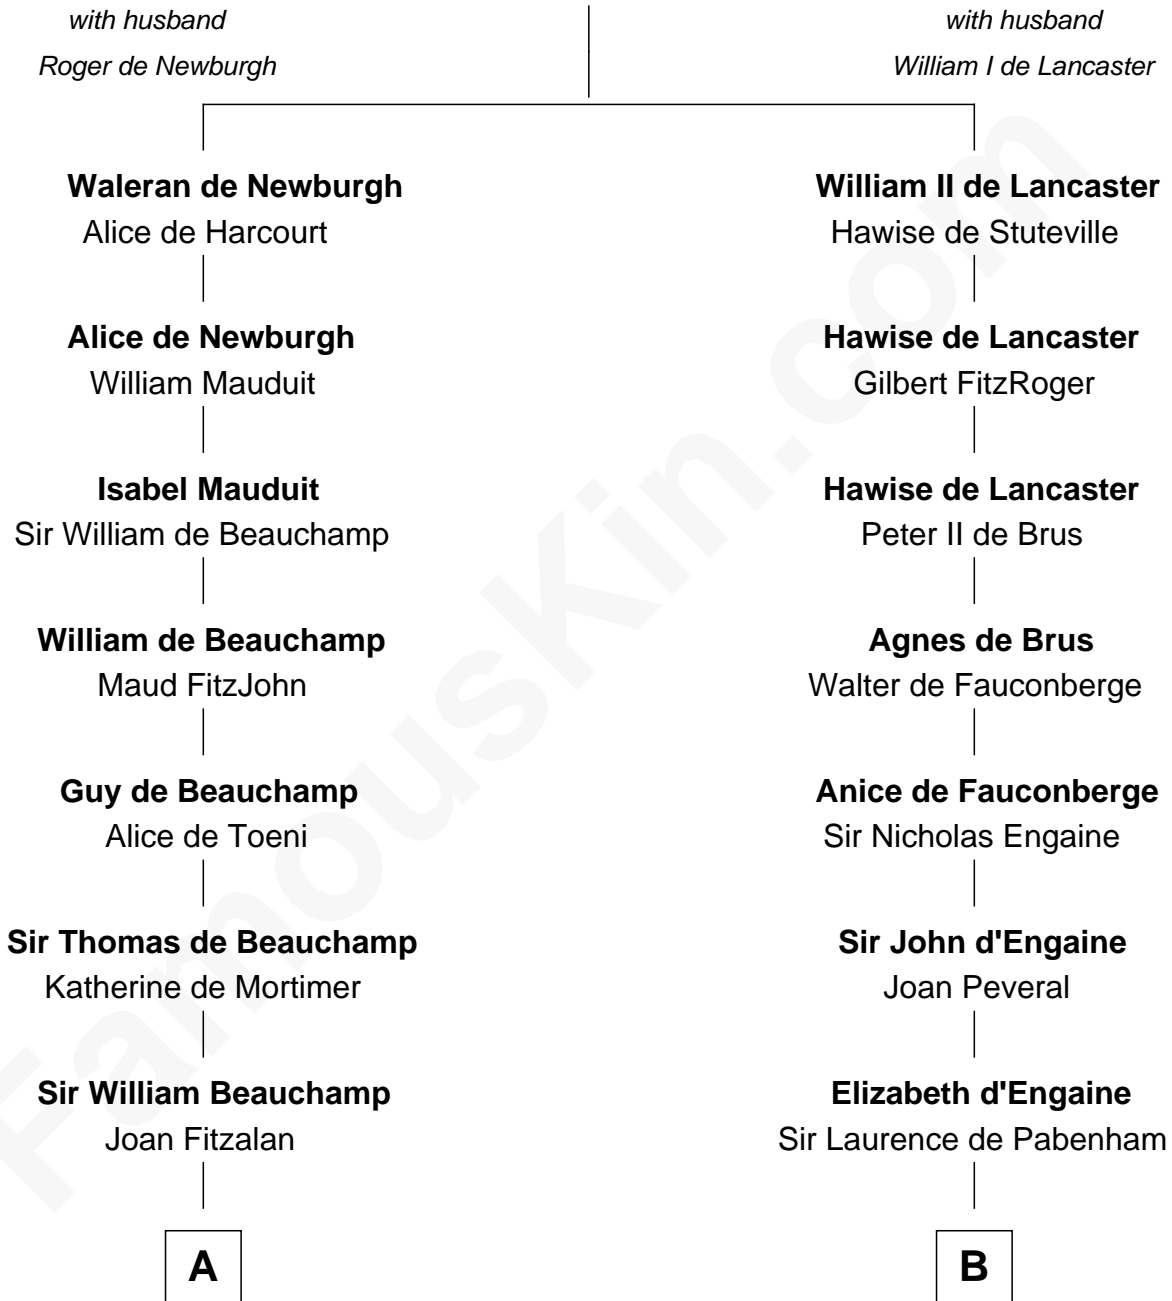 with husband
Roger de Newburgh
with husband
William I de Lancaster
Waleran de Newburgh
Alice de Harcourt
William II de Lancaster
Hawise de Stuteville
Alice de Newburgh
William Mauduit
Hawise de Lancaster
Gilbert FitzRoger
Isabel Mauduit
Sir William de Beauchamp
Hawise de Lancaster
Peter II de Brus
William de Beauchamp
Maud FitzJohn
Agnes de Brus
Walter de Fauconberge
Guy de Beauchamp
Alice de Toeni
Anice de Fauconberge
Sir Nicholas Engaine
Sir Thomas de Beauchamp
Katherine de Mortimer
Sir John d'Engaine
Joan Peveral
Sir William Beauchamp
Joan Fitzalan
Elizabeth d'Engaine
Sir Laurence de Pabenham
A
B
FamousKin.com